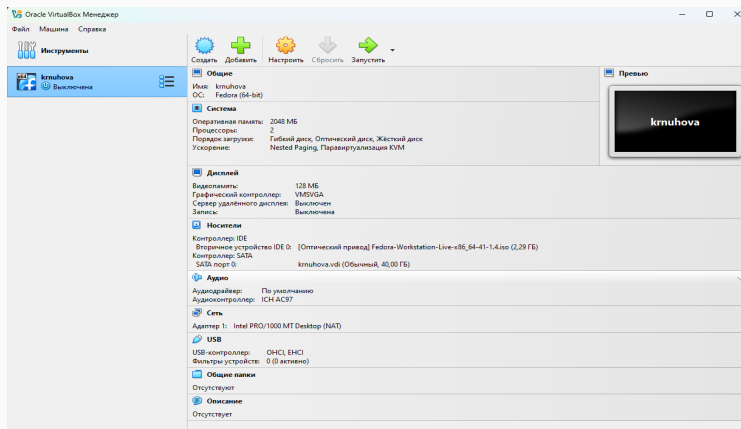 Oracle VirtualBox Менеджер
Файл Машина Справка
Инструменты
Создать Добавить Настроить Сбросить Запустить
krnuhova
Выключена
Общие
Имя: krnuhova
ОС: Fedora (64-bit)
Превью
krnuhova
Система
Оперативная память: 2048 МБ
Процессоры: 2
Порядок загрузки: Гибкий диск, Оптический диск, Жёсткий диск
Ускорение: Nested Paging, Паравиртуализация KVM
Дисплей
Видеопамять: 128 МБ
Графический контроллер: VMSVGA
Сервер удалённого дисплея: Выключен
Запись: Выключена
Носители
Контроллер: IDE
Вторичное устройство IDE 0: [Оптический привод] Fedora-Workstation-Live-x86_64-41-1.4.iso (2,29 ГБ)
Контроллер: SATA
SATA порт 0: krnuhova.vdi (Обычный, 40,00 ГБ)
Аудио
Аудиодрайвер: По умолчанию
Аудиоконтроллер: ICH AC97
Сеть
Адаптер 1: Intel PRO/1000 MT Desktop (NAT)
USB
USB-контроллер: OHCI, EHCI
Фильтры устройств: 0 (0 активно)
Общие папки
Отсутствуют
Описание
Отсутствует